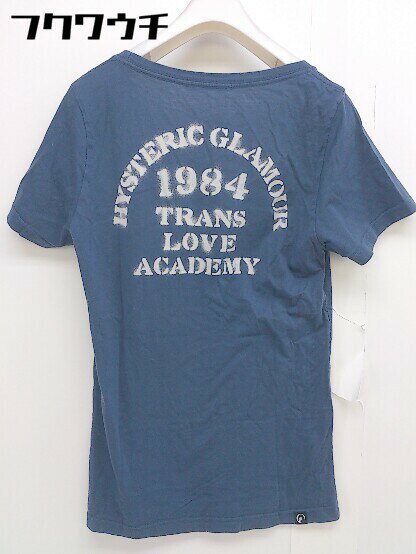 フクワウチ
HYSTERIC GLAMOUR
1984
TRANS
LOVE
ACADEMY